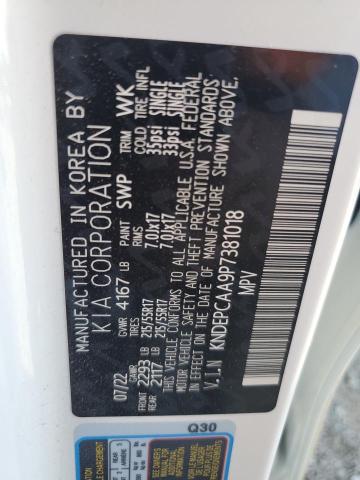 MANUFACTURED IN KOREA BY
KIA CORPORATION
07/22 GVWR 4167 LB PAINT SWP TRIM WK
GAWR TIRES RIMS COLD TIRE INFL
FRONT 2293 LB 215/55R17 7.0Jx17 35psi SINGLE
REAR 2117 LB 215/55R17 7.0Jx17 33psi SINGLE
THIS VEHICLE CONFORMS TO ALL APPLICABLE U.S.A. FEDERAL
MOTOR VEHICLE SAFETY AND THEFT PREVENTION STANDARDS
IN EFFECT ON THE DATE OF MANUFACTURE SHOWN ABOVE.
V.I.N KNDEPCAA9P7381018
MPV
Q30
REAR
ARRIÈRE
ADDITIONAL